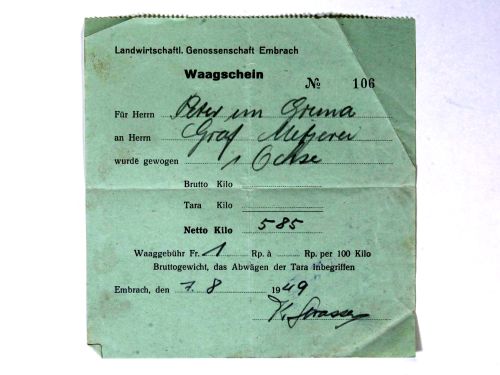 Landwirtschaftl. Genossenschaft Embrach
Waagschein № 106
Für Herrn Peter im
an Herrn Graf Metzgerei
wurde gewogen 1 Ochse
Brutto Kilo
Tara Kilo
Netto Kilo 585
Waaggebühr Fr. 1 Rp. à Rp. per 100 Kilo
Bruttogewicht, das Abwägen der Tara inbegriffen
Embrach, den 1. 8 1949